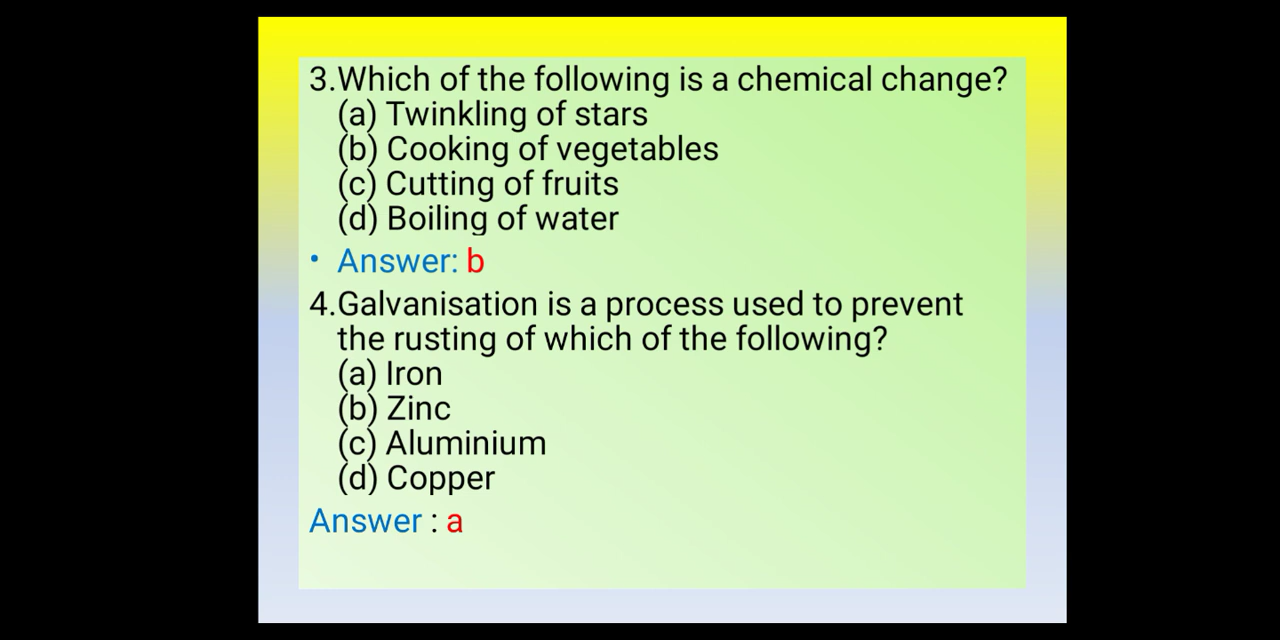 3.Which of the following is a chemical change?
(a) Twinkling of stars
(b) Cooking of vegetables
(c) Cutting of fruits
(d) Boiling of water
• Answer: b
4.Galvanisation is a process used to prevent
the rusting of which of the following?
(a) Iron
(b) Zinc
(c) Aluminium
(d) Copper
Answer : a